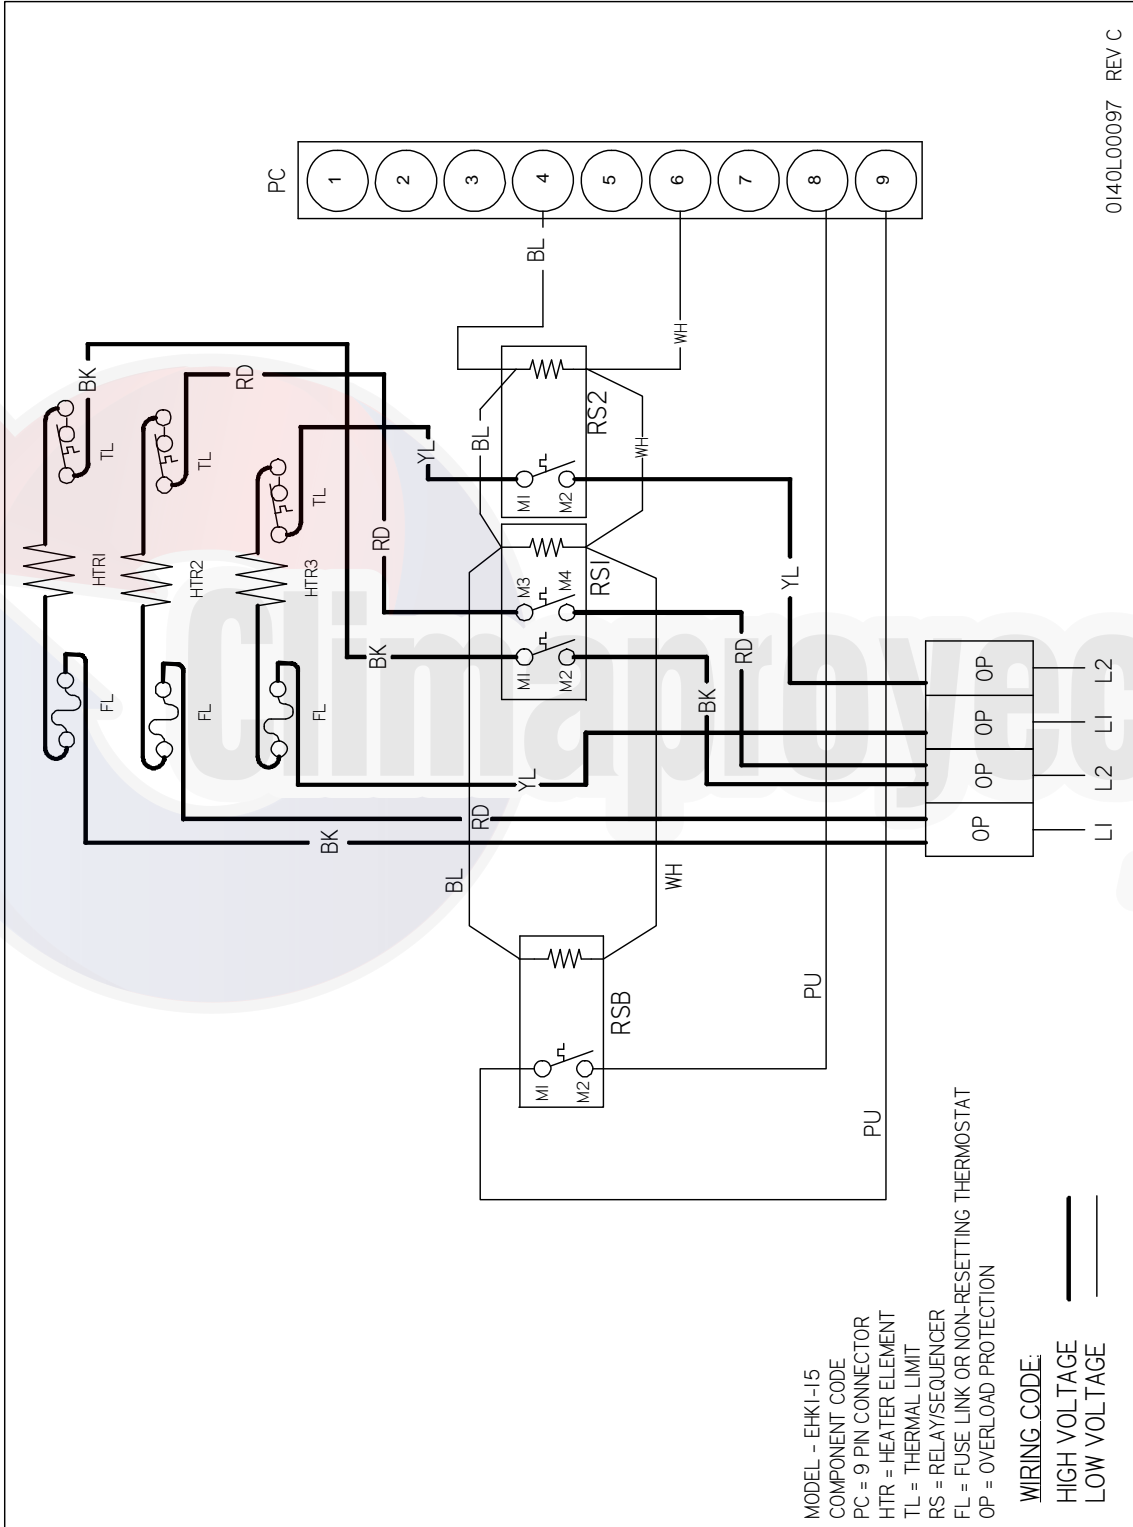 0140L00097 REV C
PC
1
2
3
4
5
6
7
8
9
BL
WH
BK
RD
YL
TL
TL
TL
HTR1
HTR2
HTR3
FL
FL
FL
BL
WH
RS2
M1
M2
RS1
M3
M4
M1
M2
RD
BK
YL
RD
BK
YL
RD
BK
BL
WH
OP
OP
OP
OP
L2
L1
L2
L1
RSB
M1
M2
PU
PU
Climaproyec
MODEL - EHK1-15
COMPONENT CODE
PC = 9 PIN CONNECTOR
HTR = HEATER ELEMENT
TL = THERMAL LIMIT
RS = RELAY/SEQUENCER
FL = FUSE LINK OR NON-RESETTING THERMOSTAT
OP = OVERLOAD PROTECTION
WIRING CODE:
HIGH VOLTAGE
LOW VOLTAGE